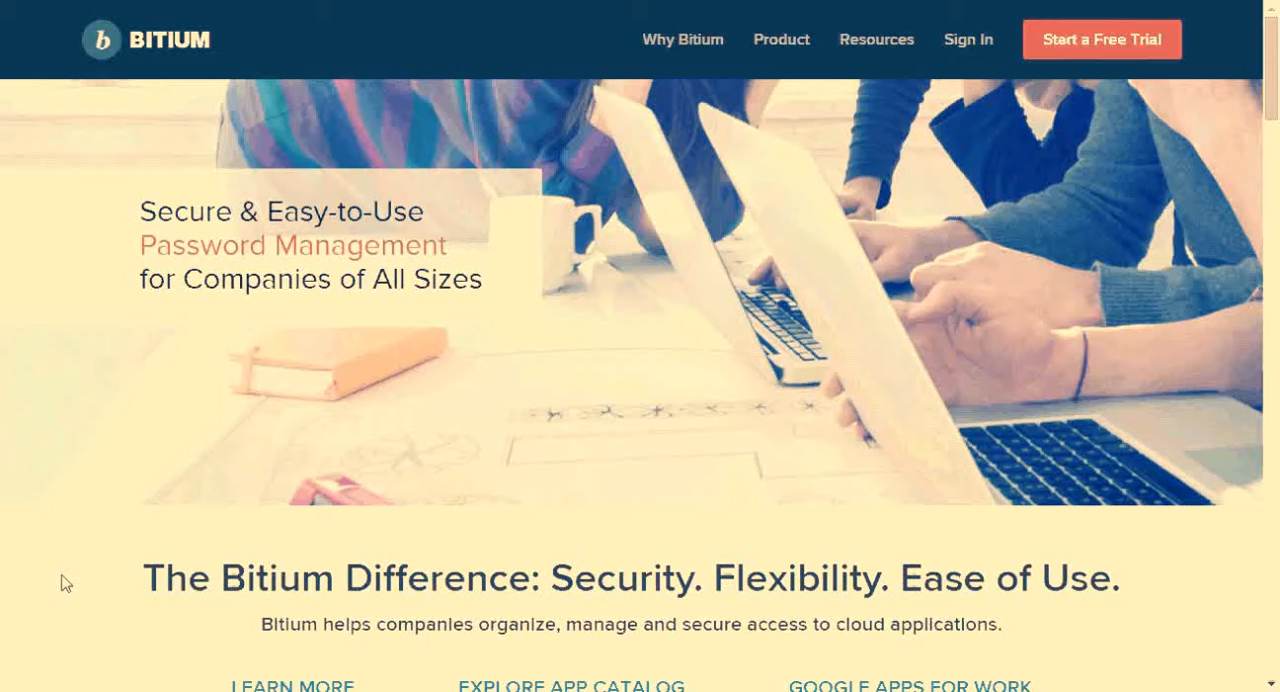 b BITIUM
Why Bitium Product Resources Sign In Start a Free Trial
Secure & Easy-to-Use
Password Management
for Companies of All Sizes
The Bitium Difference: Security. Flexibility. Ease of Use.
Bitium helps companies organize, manage and secure access to cloud applications.
LEARN MORE EXPLORE APP CATALOG GOOGLE APPS FOR WORK